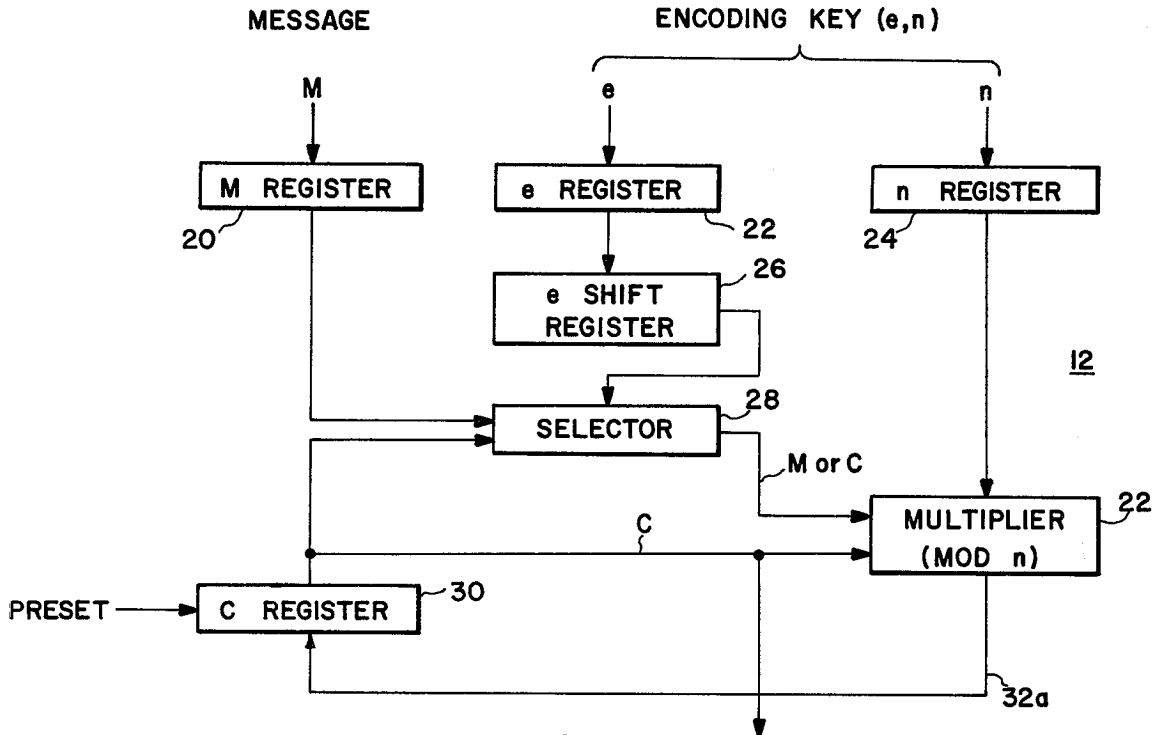 MESSAGE
ENCODING KEY (e,n)
M
e
n
M REGISTER
e REGISTER
n REGISTER
20
22
24
26
e SHIFT
REGISTER
12
28
SELECTOR
M or C
MULTIPLIER
(MOD n)
22
C
PRESET
C REGISTER
30
32a